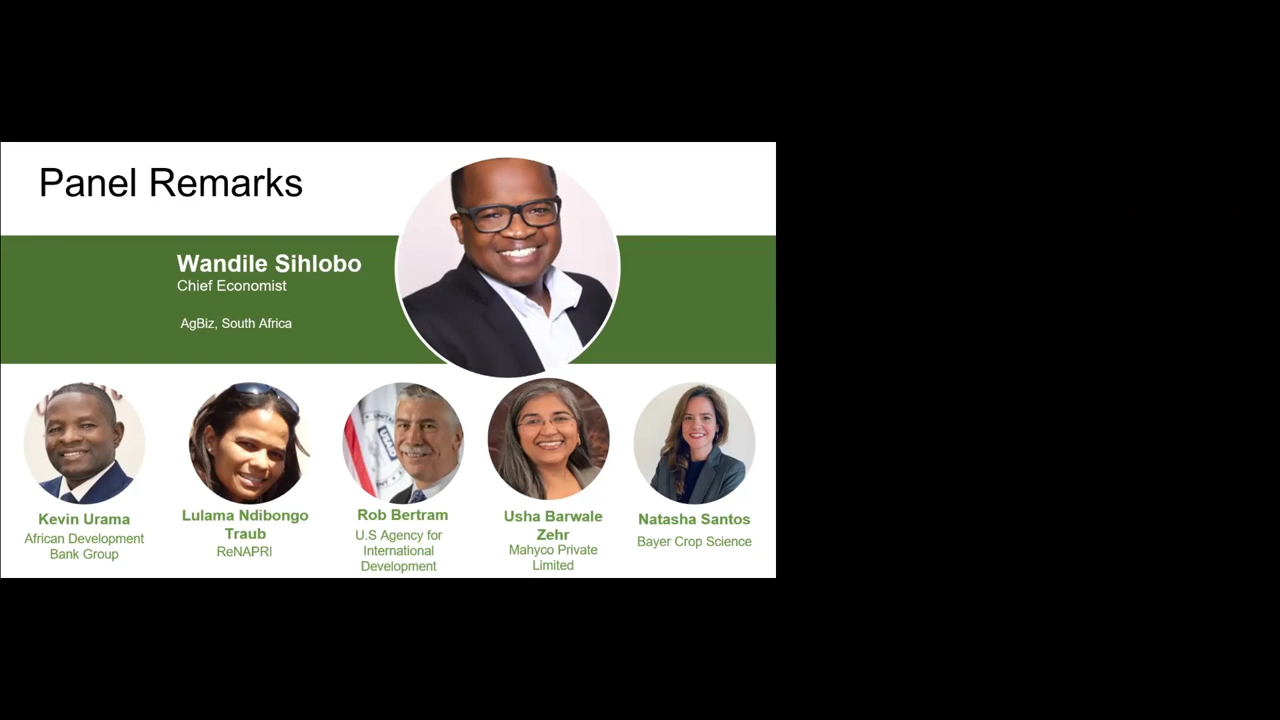 Panel Remarks
Wandile Sihlobo
Chief Economist
AgBiz, South Africa
Kevin Urama
African Development
Bank Group
Lulama Ndibongo
Traub
ReNAPRI
Rob Bertram
U.S Agency for
International
Development
Usha Barwale
Zehr
Mahyco Private
Limited
Natasha Santos
Bayer Crop Science